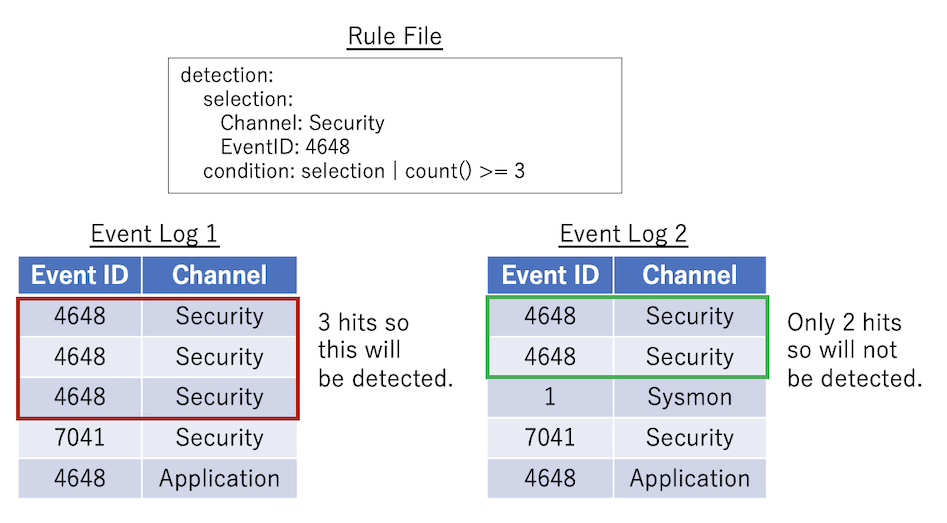 Rule File
detection:
selection:
Channel: Security
EventID: 4648
condition: selection | count() >= 3
Event Log 1
Event ID Channel
4648 Security
4648 Security
4648 Security
7041 Security
4648 Application
3 hits so
this will
be detected.
Event Log 2
Event ID Channel
4648 Security
4648 Security
1 Sysmon
7041 Security
4648 Application
Only 2 hits
so will not
be detected.